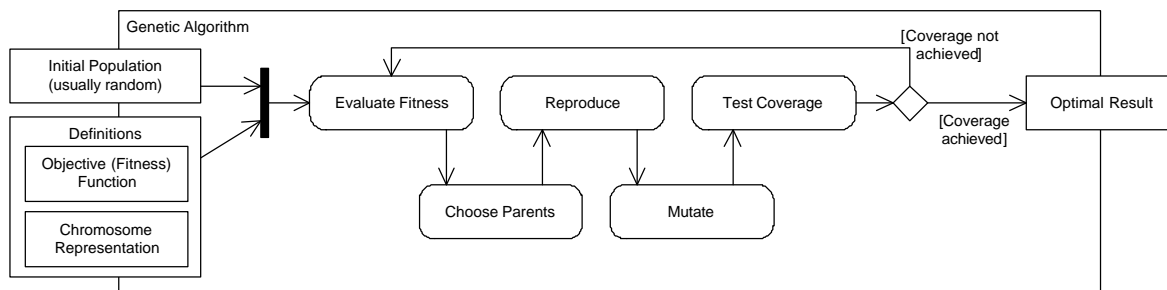 Genetic Algorithm
Initial Population
(usually random)
Definitions
Objective (Fitness)
Function
Chromosome
Representation
Evaluate Fitness
Choose Parents
Reproduce
Mutate
Test Coverage
[Coverage not
achieved]
[Coverage
achieved]
Optimal Result